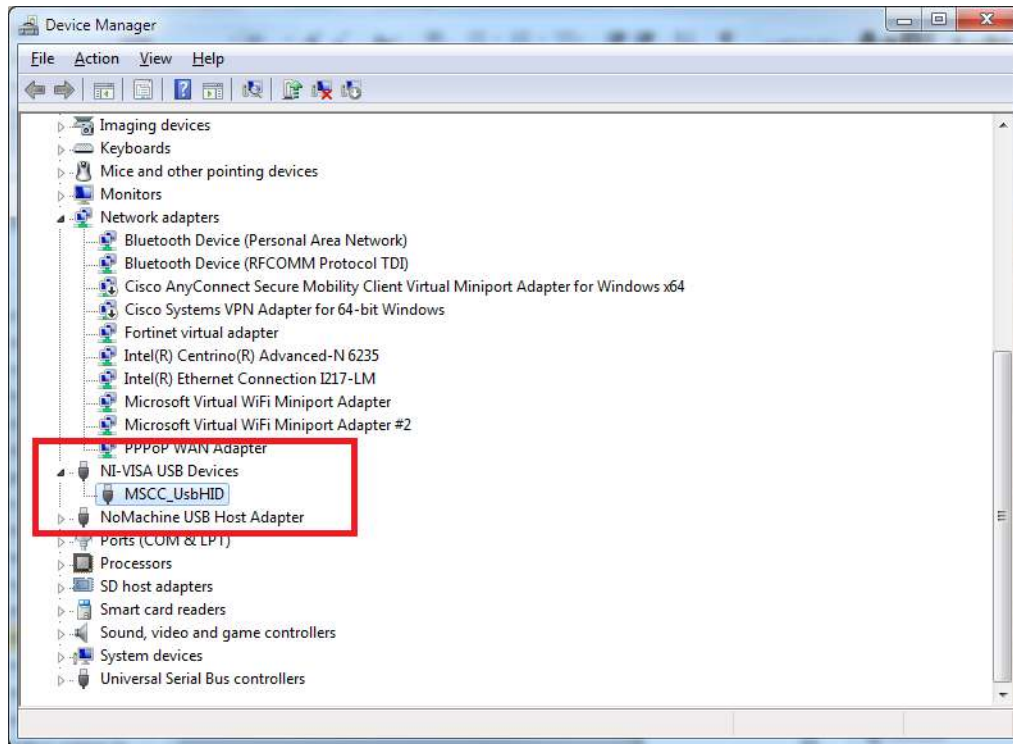 Device Manager
File Action View Help
Imaging devices
Keyboards
Mice and other pointing devices
Monitors
Network adapters
Bluetooth Device (Personal Area Network)
Bluetooth Device (RFCOMM Protocol TDI)
Cisco AnyConnect Secure Mobility Client Virtual Miniport Adapter for Windows x64
Cisco Systems VPN Adapter for 64-bit Windows
Fortinet virtual adapter
Intel(R) Centrino(R) Advanced-N 6235
Intel(R) Ethernet Connection I217-LM
Microsoft Virtual WiFi Miniport Adapter
Microsoft Virtual WiFi Miniport Adapter #2
PPPoP WAN Adapter
NI-VISA USB Devices
MSCC_UsbHID
NoMachine USB Host Adapter
Ports (COM & LPT)
Processors
SD host adapters
Smart card readers
Sound, video and game controllers
System devices
Universal Serial Bus controllers